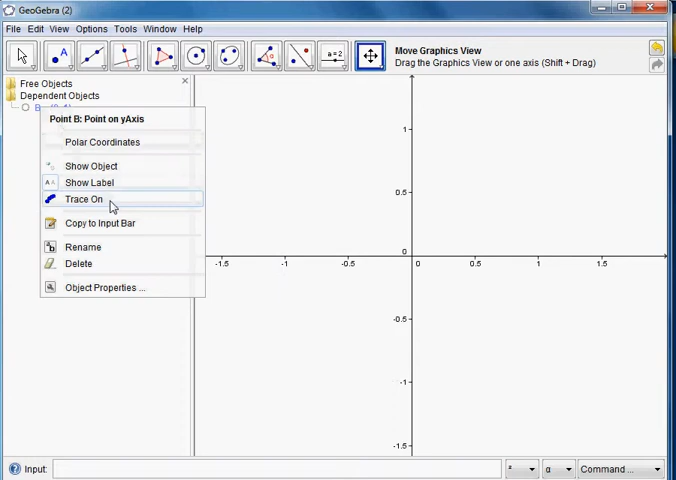 GeoGebra (2)
File Edit View Options Tools Window Help
A
a=2
Move Graphics View
Drag the Graphics View or one axis (Shift + Drag)
Free Objects
Dependent Objects
Point B: Point on yAxis
Polar Coordinates
Show Object
AA Show Label
Trace On
Copy to Input Bar
Rename
Delete
Object Properties ...
1
0.5
0
-1.5 -1 -0.5 0 0.5 1 1.5
-0.5
-1
-1.5
Input:
α
Command ...